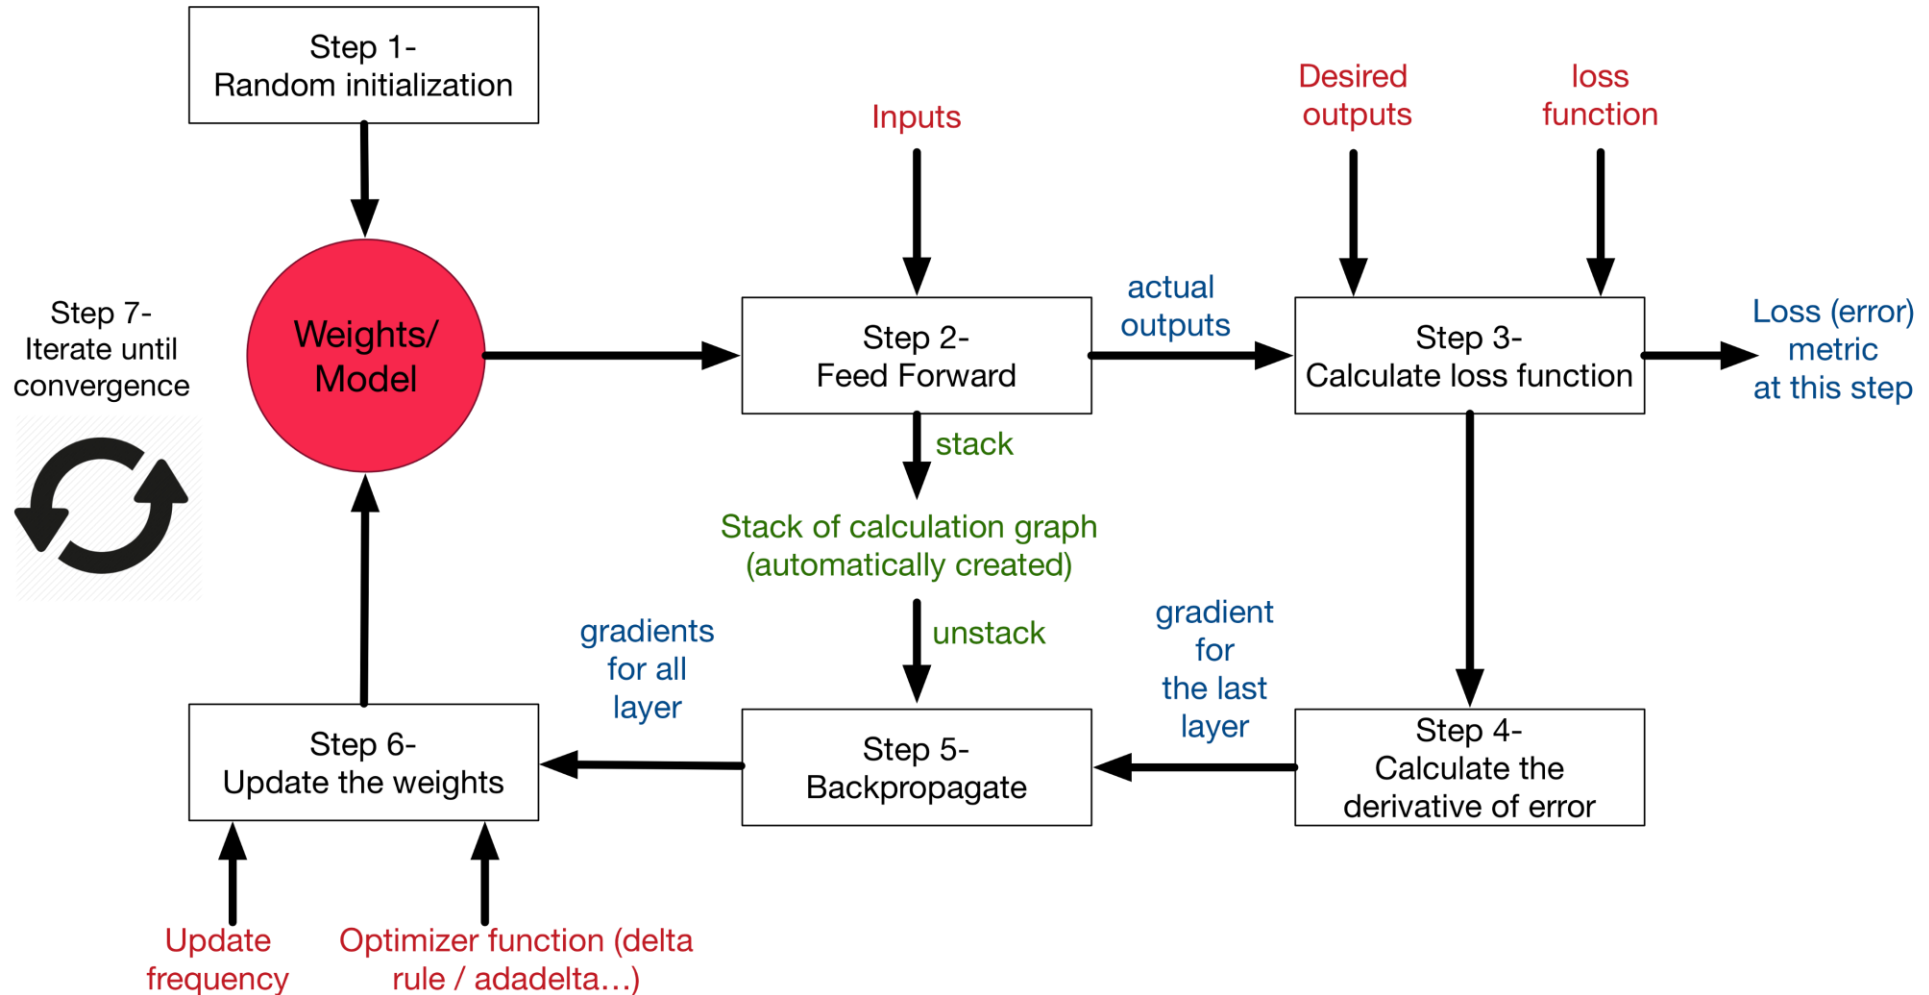 Step 1-
Random initialization
Inputs
Desired
outputs
loss
function
Step 7-
Iterate until
convergence
Weights/
Model
Step 2-
Feed Forward
actual
outputs
Step 3-
Calculate loss function
Loss (error)
metric
at this step
stack
Stack of calculation graph
(automatically created)
unstack
gradients
for all
layer
gradient
for
the last
layer
Step 6-
Update the weights
Step 5-
Backpropagate
Step 4-
Calculate the
derivative of error
Update
frequency
Optimizer function (delta
rule / adadelta...)